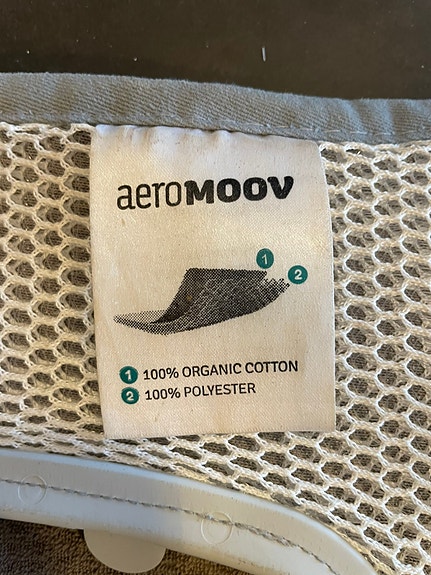 aeroMOOV
1
2
1 100% ORGANIC COTTON
2 100% POLYESTER